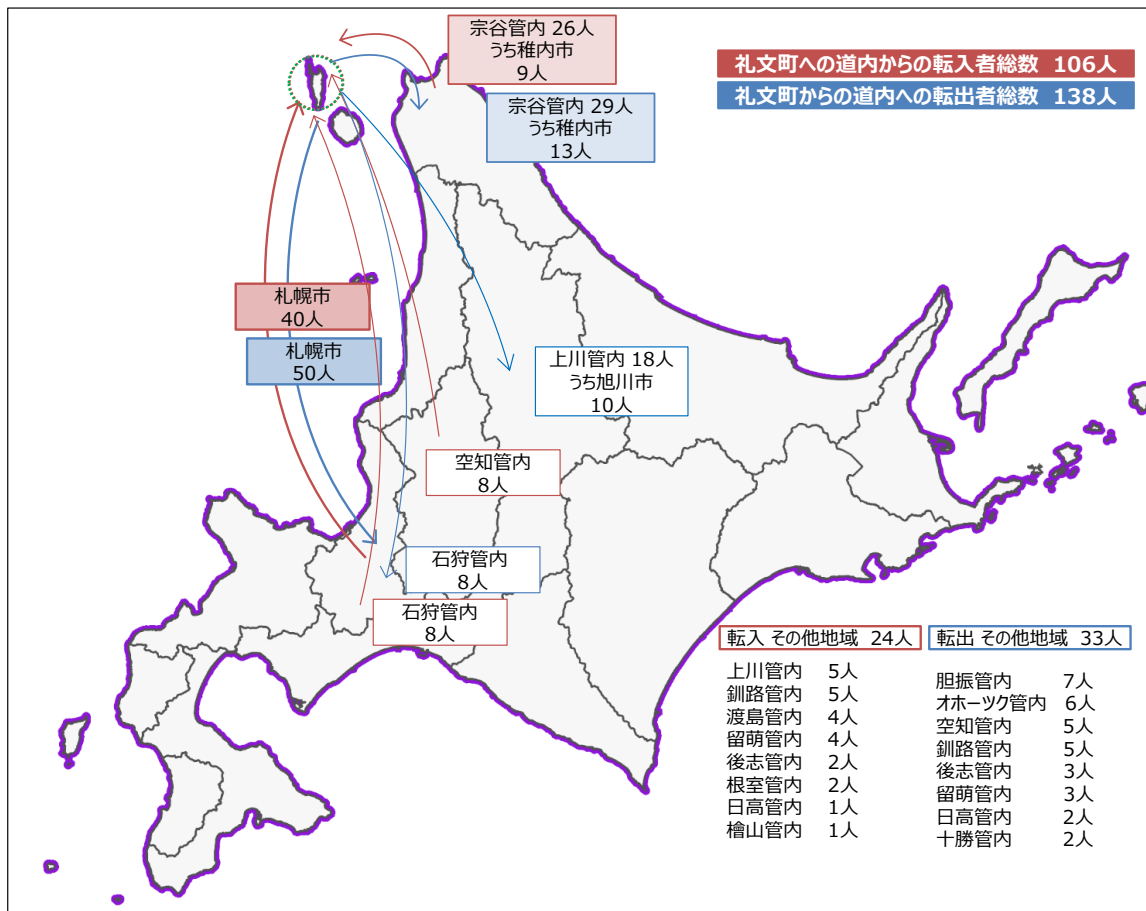 宗谷管内 26人
うち稚内市
9人
礼文町への道内からの転入者総数 106人
礼文町からの道内への転出者総数 138人
宗谷管内 29人
うち稚内市
13人
札幌市
40人
札幌市
50人
上川管内 18人
うち旭川市
10人
空知管内
8人
石狩管内
8人
石狩管内
8人
転入 その他地域 24人
上川管内 5人
釧路管内 5人
渡島管内 4人
留萌管内 4人
後志管内 2人
根室管内 2人
日高管内 1人
檜山管内 1人
転出 その他地域 33人
胆振管内 7人
オホーツク管内 6人
空知管内 5人
釧路管内 5人
後志管内 3人
留萌管内 3人
日高管内 2人
十勝管内 2人